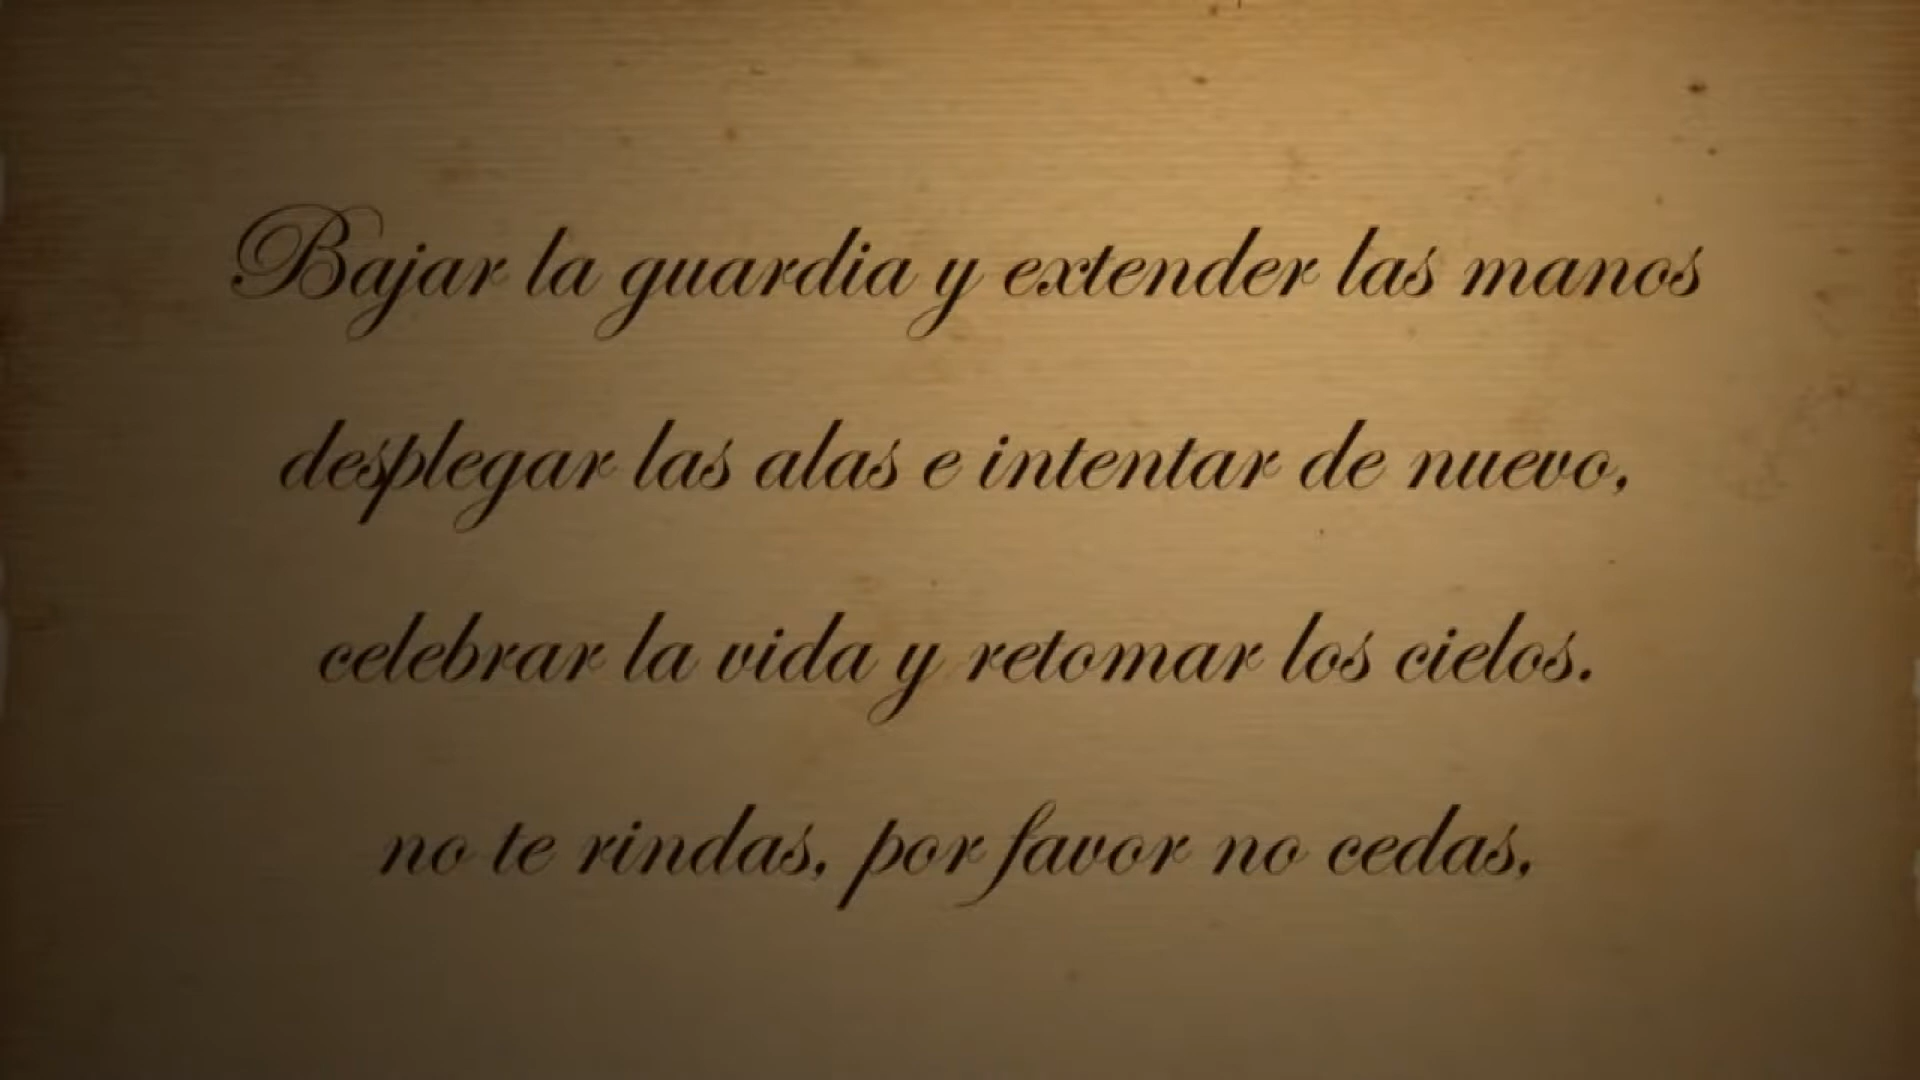 Bajar la guardia y extender las manos
desplegar las alas e intentar de nuevo,
celebrar la vida y retomar los cielos.
no te rindas, por favor no cedas,